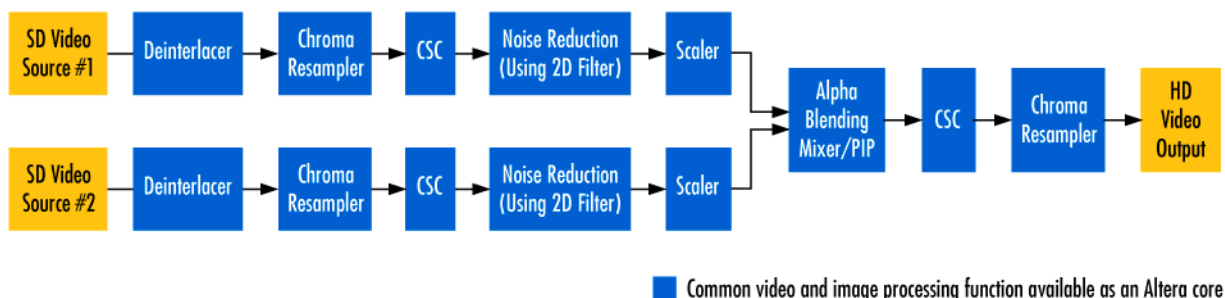 SD Video
Source #1
Deinterlacer
Chroma
Resampler
CSC
Noise Reduction
(Using 2D Filter)
Scaler
SD Video
Source #2
Deinterlacer
Chroma
Resampler
CSC
Noise Reduction
(Using 2D Filter)
Scaler
Alpha
Blending
Mixer/PIP
CSC
Chroma
Resampler
HD
Video
Output
Common video and image processing function available as an Altera core